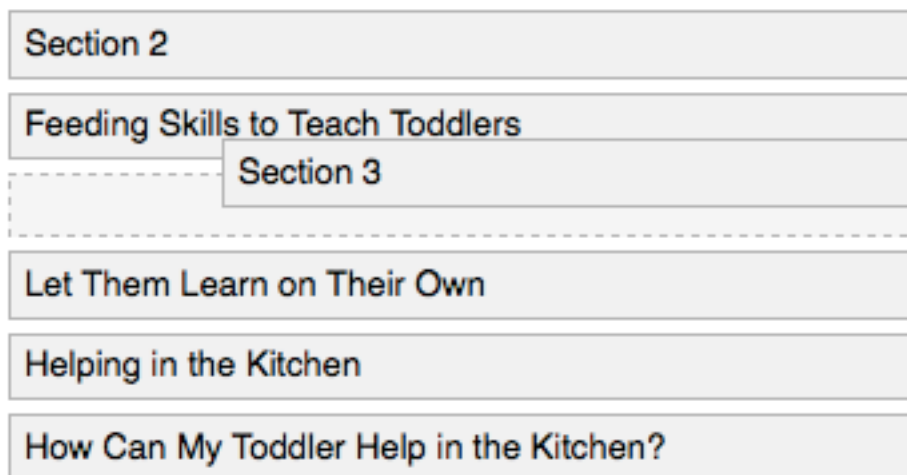 Section 2
Feeding Skills to Teach Toddlers
Section 3
Let Them Learn on Their Own
Helping in the Kitchen
How Can My Toddler Help in the Kitchen?